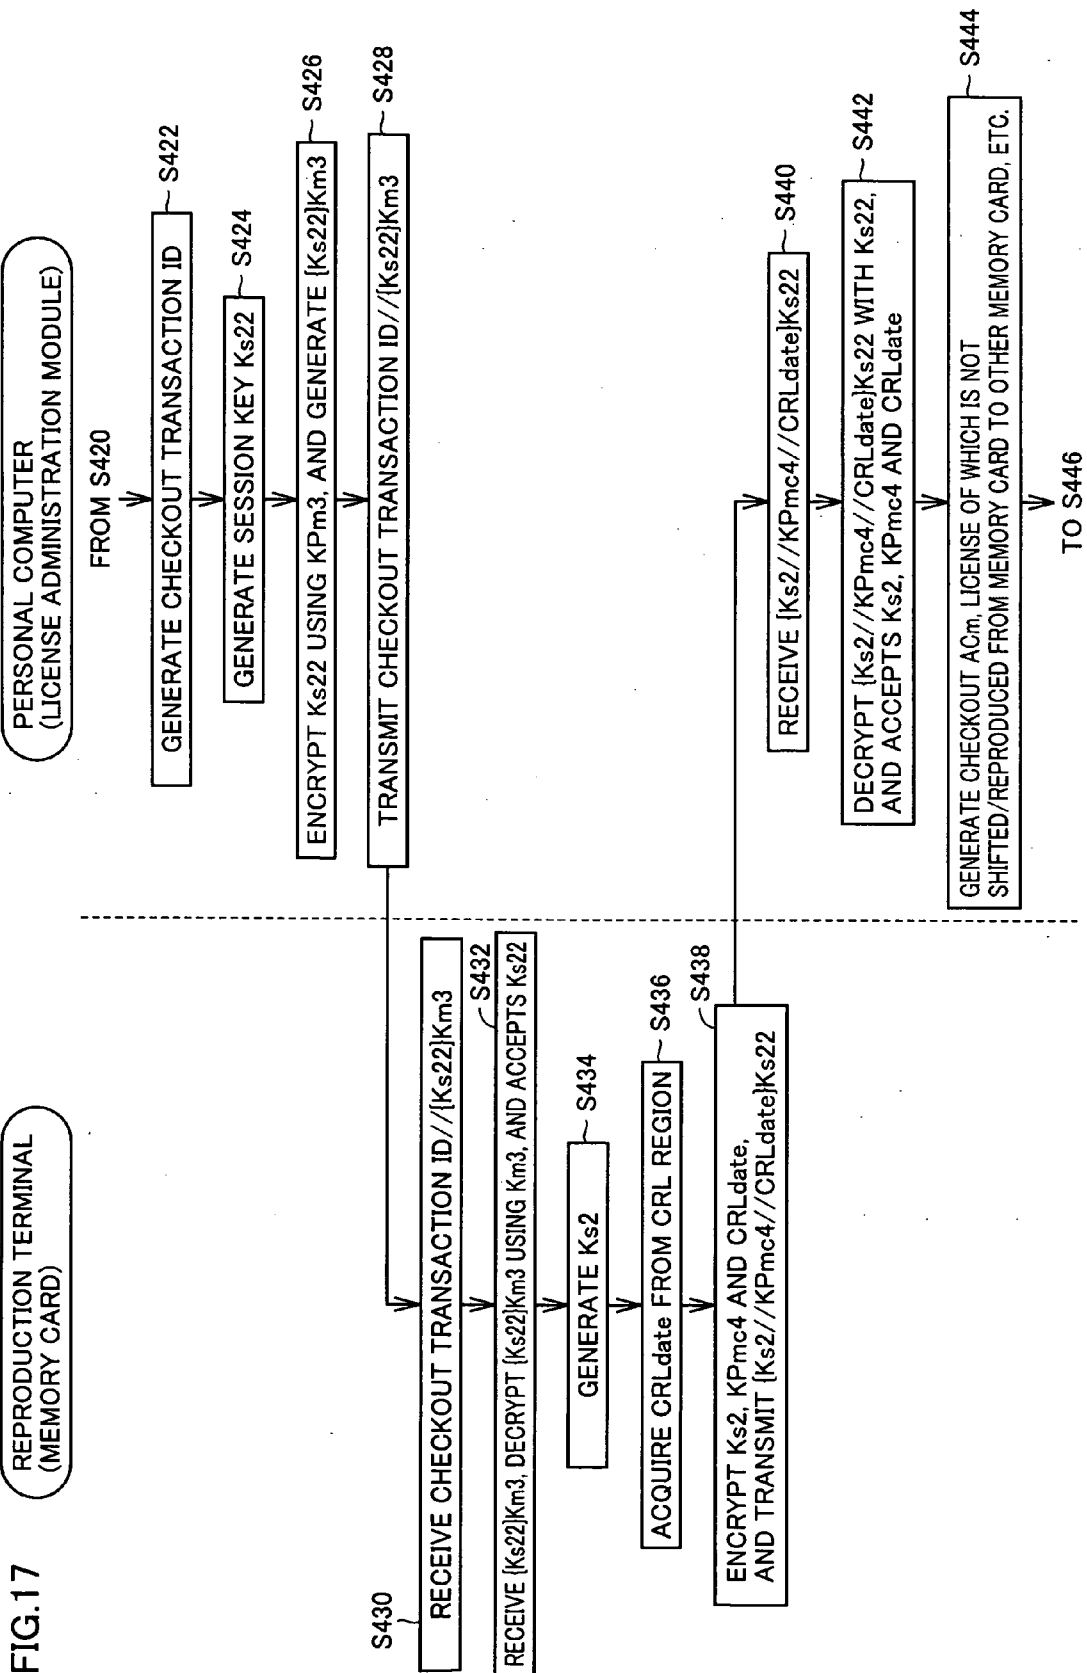 FIG.17
REPRODUCTION TERMINAL
(MEMORY CARD)
PERSONAL COMPUTER
(LICENSE ADMINISTRATION MODULE)
FROM S420
GENERATE CHECKOUT TRANSACTION ID
S422
GENERATE SESSION KEY Ks22
S424
ENCRYPT Ks22 USING KPm3, AND GENERATE {Ks22}Km3
S426
TRANSMIT CHECKOUT TRANSACTION ID//{Ks22}Km3
S428
S430
RECEIVE CHECKOUT TRANSACTION ID//{Ks22}Km3
S432
RECEIVE {Ks22}Km3, DECRYPT {Ks22}Km3 USING Km3, AND ACCEPTS Ks22
GENERATE Ks2
S434
ACQUIRE CRLdate FROM CRL REGION
S436
S438
ENCRYPT Ks2, KPmc4 AND CRLdate,
AND TRANSMIT {Ks2//KPmc4//CRLdate}Ks22
RECEIVE {Ks2//KPmc4//CRLdate}Ks22
S440
DECRYPT {Ks2//KPmc4//CRLdate}Ks22 WITH Ks22,
AND ACCEPTS Ks2, KPmc4 AND CRLdate
S442
GENERATE CHECKOUT ACm, LICENSE OF WHICH IS NOT
SHIFTED/REPRODUCED FROM MEMORY CARD TO OTHER MEMORY CARD, ETC.
S444
TO S446